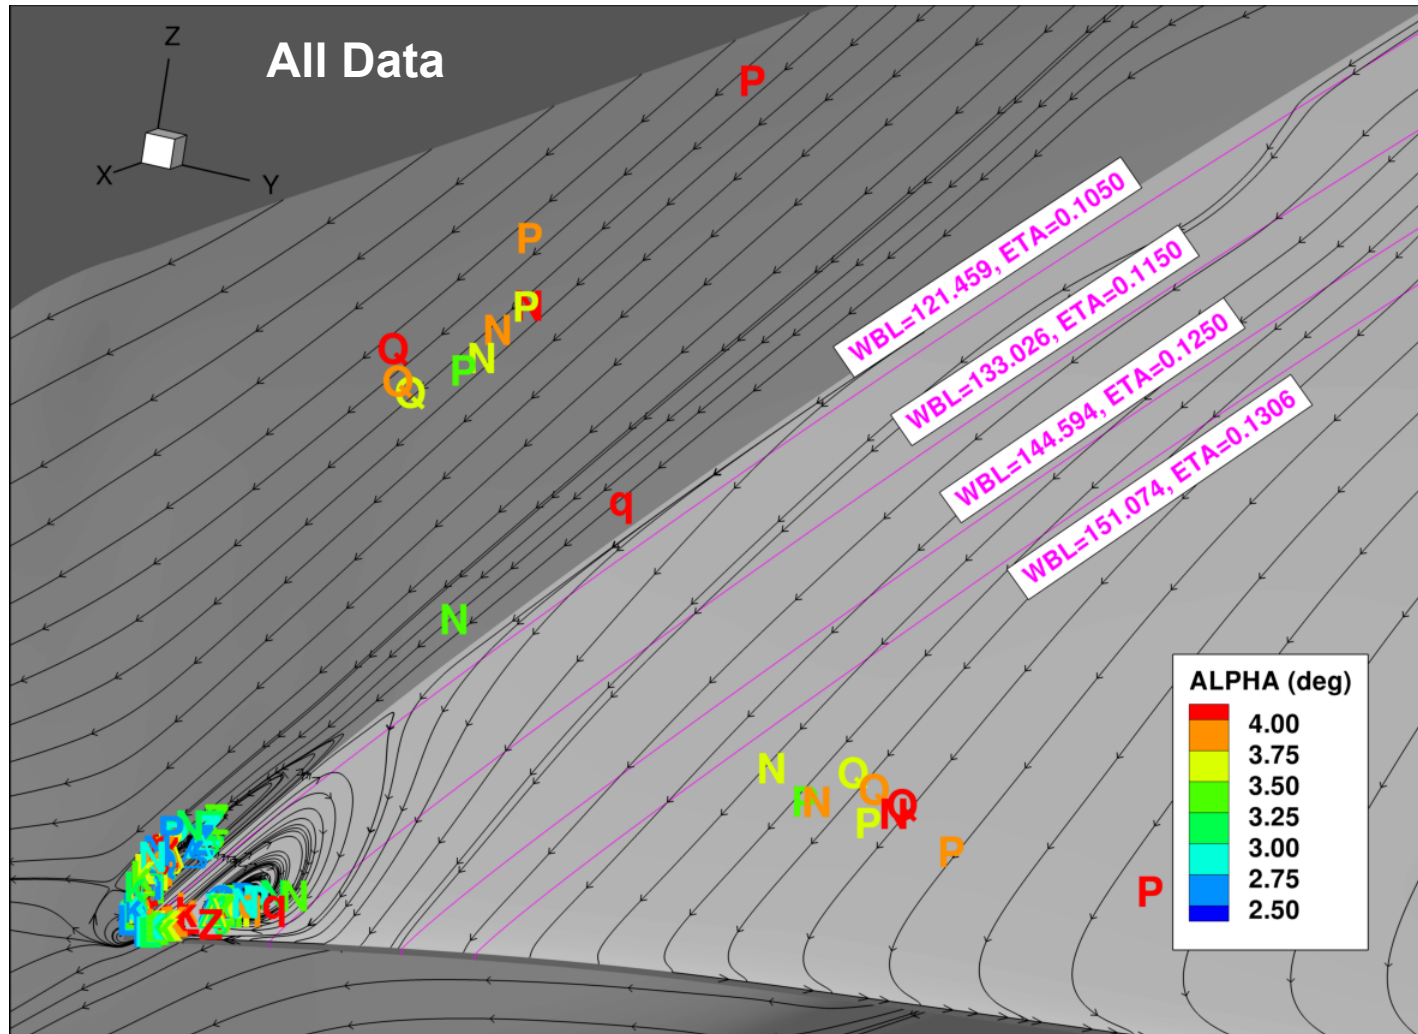 All Data
Z
X
Y
P
P
P
N
N
Q
N
P
Q
Q
q
N
WBL=121.459, ETA=0.1050
WBL=133.026, ETA=0.1150
WBL=144.594, ETA=0.1250
WBL=151.074, ETA=0.1306
ALPHA (deg)
4.00
3.75
3.50
3.25
3.00
2.75
2.50
N
Q
Q
P
N
Q
N
P
P
P
N
q
Z